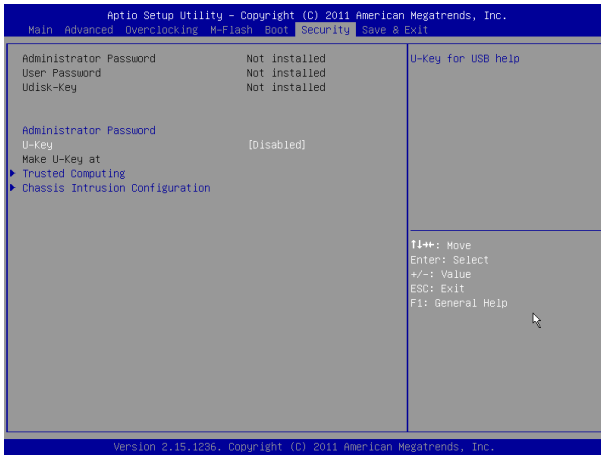 Aptio Setup Utility – Copyright (C) 2011 American Megatrends, Inc.
Main Advanced Overclocking M-Flash Boot Security Save & Exit
Administrator Password Not installed
User Password Not installed
Udisk-Key Not installed
Administrator Password
U-Key [Disabled]
Make U-Key at
Trusted Computing
Chassis Intrusion Configuration
U-Key for USB help
↑↓→←: Move
Enter: Select
+/-: Value
ESC: Exit
F1: General Help
Version 2.15.1236. Copyright (C) 2011 American Megatrends, Inc.